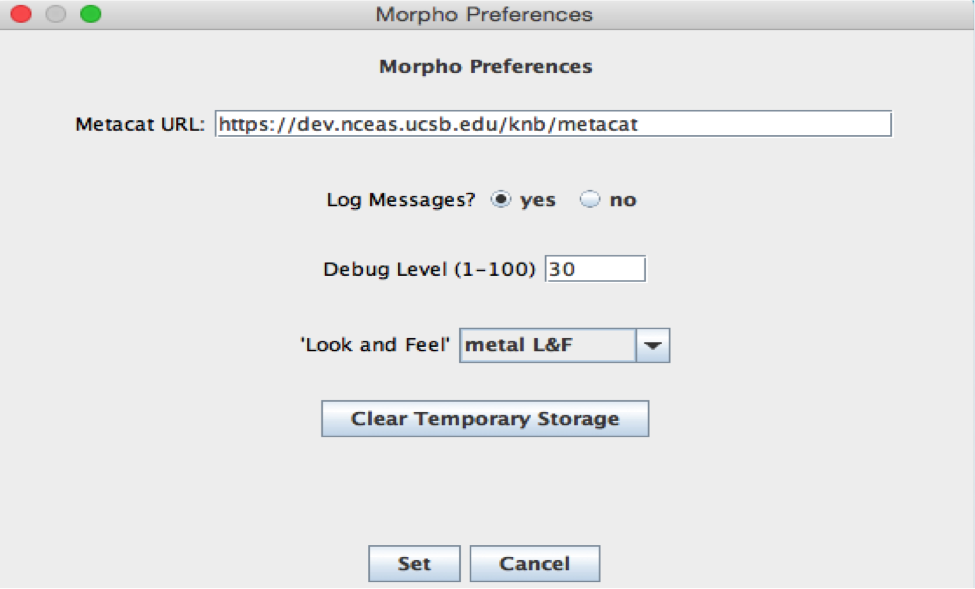 Morpho Preferences
Morpho Preferences
Metacat URL: https://dev.nceas.ucsb.edu/knb/metacat
Log Messages? yes no
Debug Level (1-100) 30
'Look and Feel' metal L&F
Clear Temporary Storage
Set Cancel